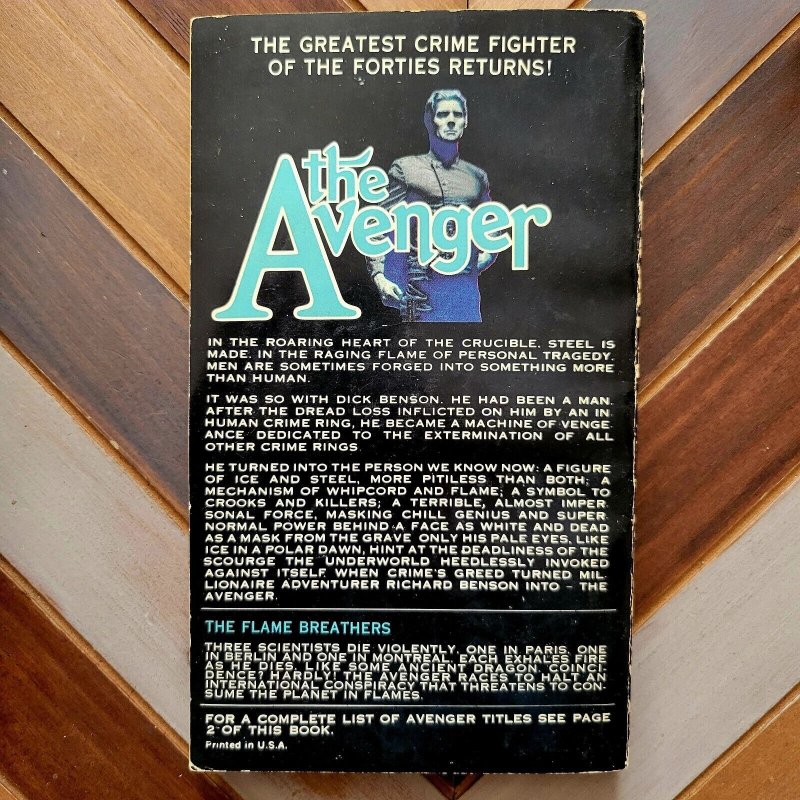 THE GREATEST CRIME FIGHTER
OF THE FORTIES RETURNS!
the
Avenger
IN THE ROARING HEART OF THE CRUCIBLE, STEEL IS
MADE. IN THE RAGING FLAME OF PERSONAL TRAGEDY,
MEN ARE SOMETIMES FORGED INTO SOMETHING MORE
THAN HUMAN.
IT WAS SO WITH DICK BENSON. HE HAD BEEN A MAN.
AFTER THE DREAD LOSS INFLICTED ON HIM BY AN IN
HUMAN CRIME RING, HE BECAME A MACHINE OF VENGE
ANCE DEDICATED TO THE EXTERMINATION OF ALL
OTHER CRIME RINGS
HE TURNED INTO THE PERSON WE KNOW NOW: A FIGURE
OF ICE AND STEEL, MORE PITILESS THAN BOTH; A
MECHANISM OF WHIPCORD AND FLAME; A SYMBOL TO
CROOKS AND KILLERS; A TERRIBLE, ALMOST IMPER-
SONAL FORCE, MASKING CHILL GENIUS AND SUPER
NORMAL POWER BEHIND A FACE AS WHITE AND DEAD
AS A MASK FROM THE GRAVE ONLY HIS PALE EYES, LIKE
ICE IN A POLAR DAWN, HINT AT THE DEADLINESS OF THE
SCOURGE THE UNDERWORLD HEEDLESSLY INVOKED
AGAINST ITSELF WHEN CRIME'S GREED TURNED MIL-
LIONAIRE ADVENTURER RICHARD BENSON INTO - THE
AVENGER.
THE FLAME BREATHERS
THREE SCIENTISTS DIE VIOLENTLY, ONE IN PARIS, ONE
IN BERLIN AND ONE IN MONTREAL, EACH EXHALES FIRE
AS HE DIES, LIKE SOME ANCIENT DRAGON, COINCI-
DENCE? HARDLY! THE AVENGER RACES TO HALT AN
INTERNATIONAL CONSPIRACY THAT THREATENS TO CON-
SUME THE PLANET IN FLAMES.
FOR A COMPLETE LIST OF AVENGER TITLES SEE PAGE
2 OF THIS BOOK.
Printed in U.S.A.